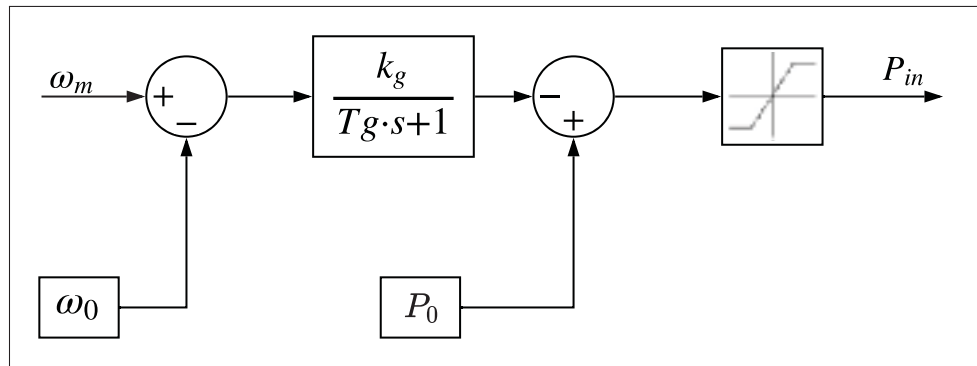 ω_m
+
−
k_g
Tg·s+1
−
+
P_in
ω_0
P_0